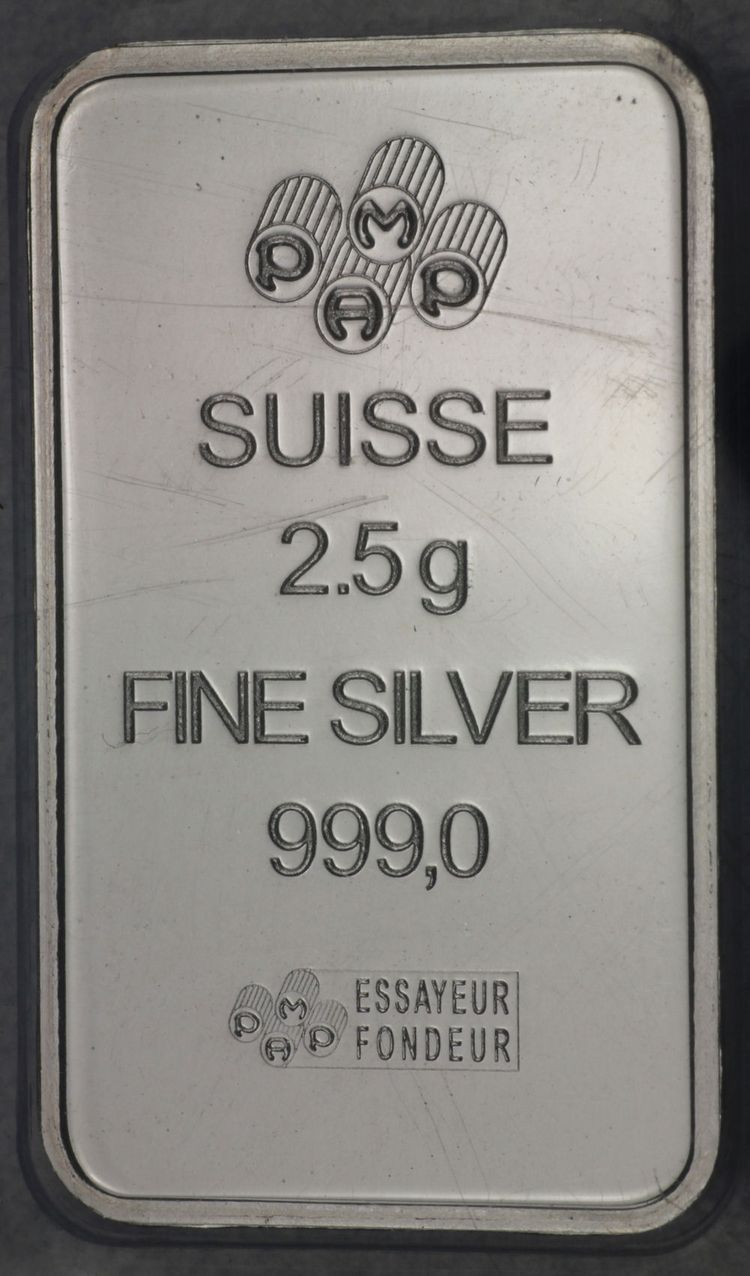 PAMP
SUISSE
2.5g
FINE SILVER
999,0
PAMP
ESSAYEUR
FONDEUR